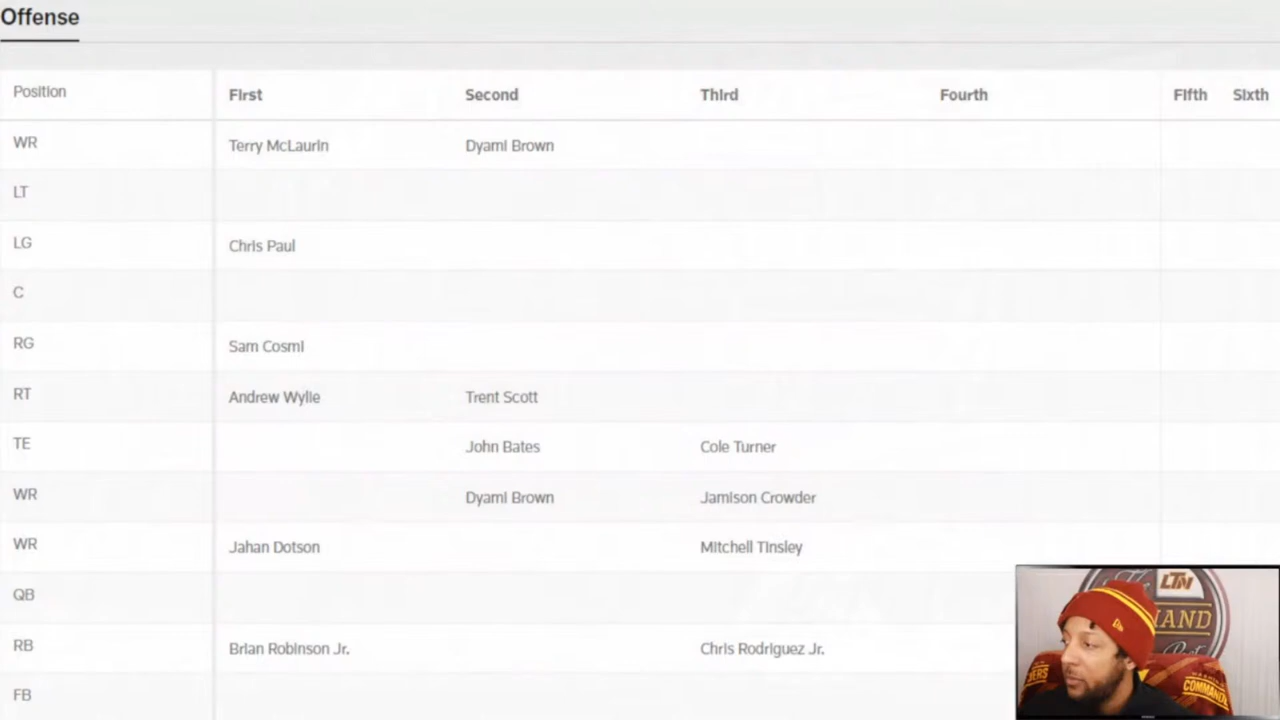 Offense
Position First Second Third Fourth Fifth Sixth
WR Terry McLaurin Dyami Brown
LT
LG Chris Paul
C
RG Sam Cosmi
RT Andrew Wylie Trent Scott
TE John Bates Cole Turner
WR Dyami Brown Jamison Crowder
WR Jahan Dotson Mitchell Tinsley
QB
RB Brian Robinson Jr. Chris Rodriguez Jr.
FB
LTN